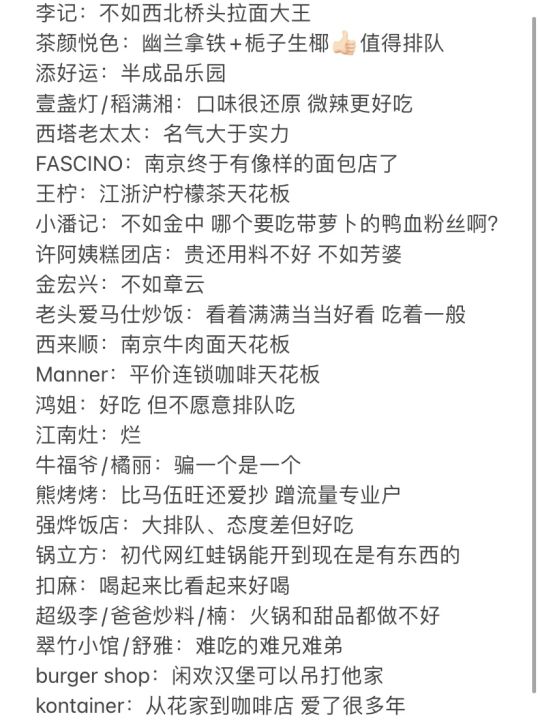 李记：不如西北桥头拉面大王
茶颜悦色：幽兰拿铁+栀子生椰👍🏻值得排队
添好运：半成品乐园
壹盏灯/稻满湘：口味很还原 微辣更好吃
西塔老太太：名气大于实力
FASCINO：南京终于有像样的面包店了
王柠：江浙沪柠檬茶天花板
小潘记：不如金中 哪个要吃带萝卜的鸭血粉丝啊？
许阿姨糕团店：贵还用料不好 不如芳婆
金宏兴：不如章云
老头爱马仕炒饭：看着满满当当好看 吃着一般
西来顺：南京牛肉面天花板
Manner：平价连锁咖啡天花板
鸿姐：好吃 但不愿意排队吃
江南灶：烂
牛福爷/橘丽：骗一个是一个
熊烤烤：比马伍旺还爱抄 蹭流量专业户
强烨饭店：大排队、态度差但好吃
锅立方：初代网红蛙锅能开到现在是有东西的
扣麻：喝起来比看起来好喝
超级李/爸爸炒料/楠：火锅和甜品都做不好
翠竹小馆/舒雅：难吃的难兄难弟
burger shop：闲欢汉堡可以吊打他家
kontainer：从花家到咖啡店 爱了很多年